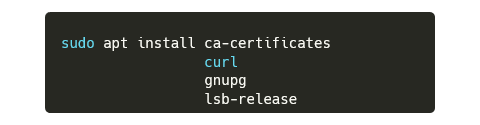 sudo apt install ca-certificates
curl
gnupg
lsb-release